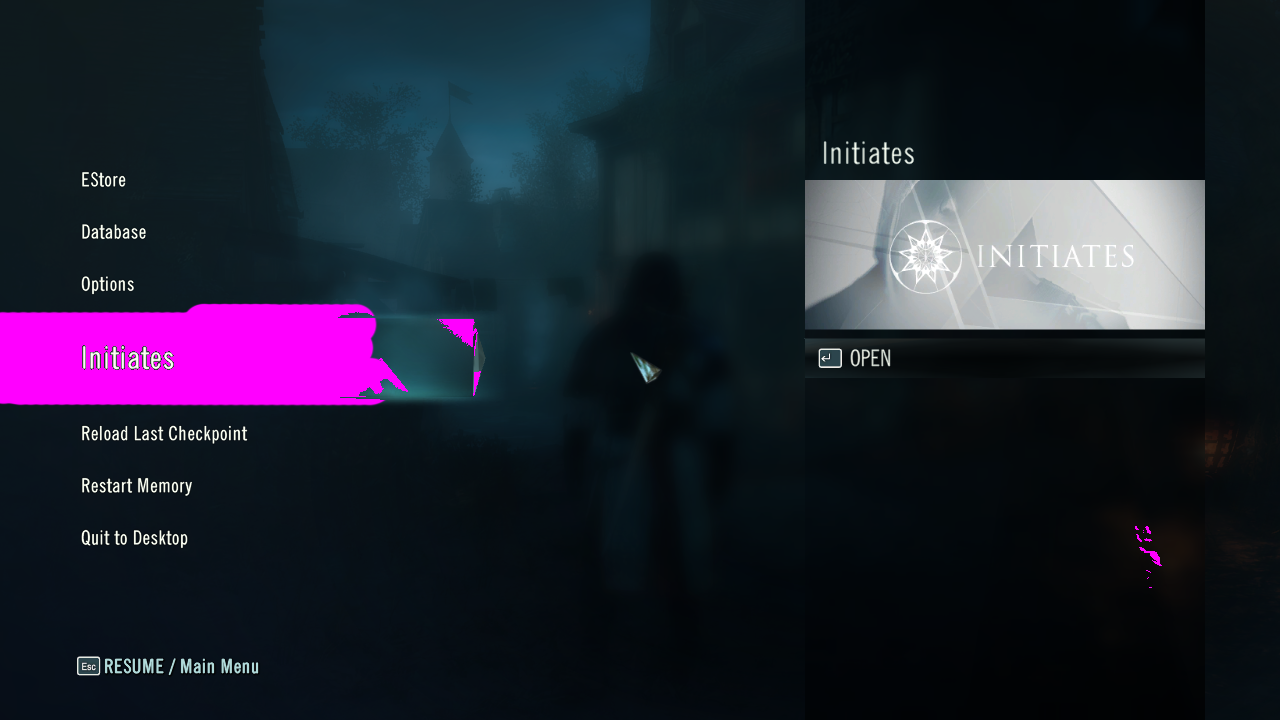 EStore
Database
Options
Initiates
Reload Last Checkpoint
Restart Memory
Quit to Desktop
Esc RESUME / Main Menu
Initiates
INITIATES
OPEN